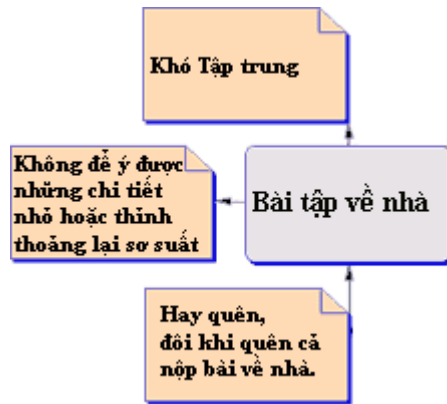 Khó Tập trung
Không để ý được
những chi tiết
nhỏ hoặc thỉnh
thoảng lại sơ suất
Bài tập về nhà
Hay quên,
đôi khi quên cả
nộp bài về nhà.